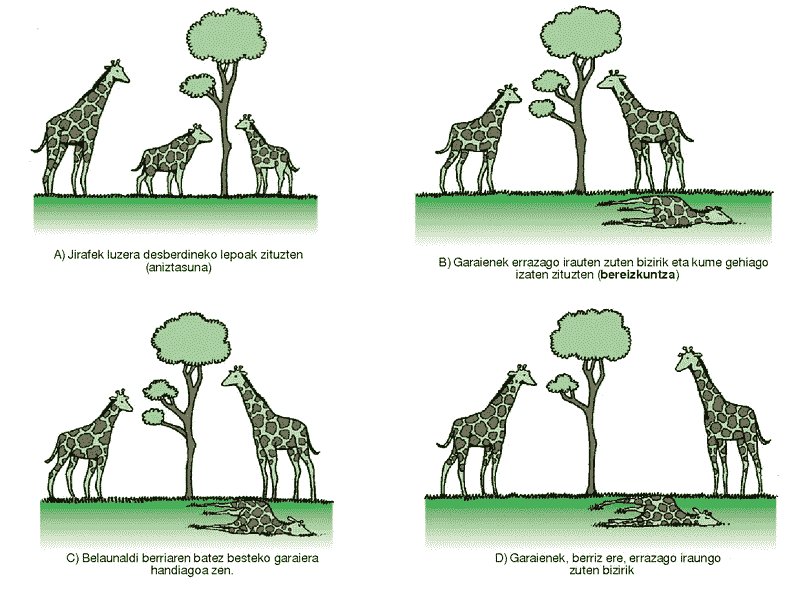 A) Jirafek luzera desberdineko lepoak zituzten
(aniztasuna)
B) Garaienek errazago irauten zuten bizirik eta kume gehiago
izaten zituzten (bereizkuntza)
C) Belaunaldi berriaren batez besteko garaiera
handiagoa zen.
D) Garaienek, berriz ere, errazago iraungo
zuten bizirik